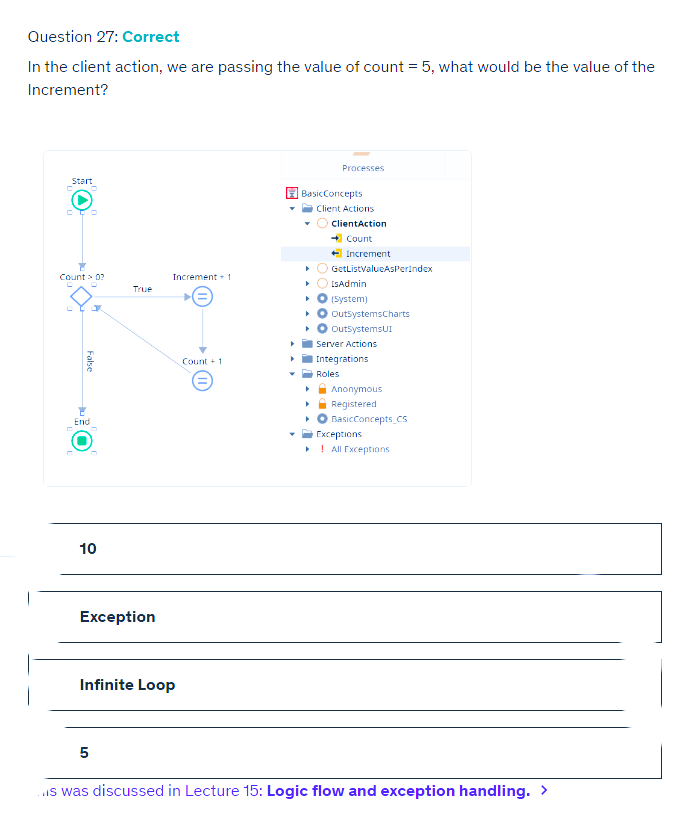 Question 27: Correct
In the client action, we are passing the value of count = 5, what would be the value of the
Increment?
Processes
Start
BasicConcepts
Client Actions
ClientAction
Count
Increment
GetListValueAsPerIndex
IsAdmin
(System)
OutSystemsCharts
OutSystemsUI
Server Actions
Integrations
Roles
Anonymous
Registered
BasicConcepts_CS
Exceptions
All Exceptions
Count > 0?
True
Increment + 1
Count + 1
False
End
10
Exception
Infinite Loop
5
was discussed in Lecture 15: Logic flow and exception handling. >